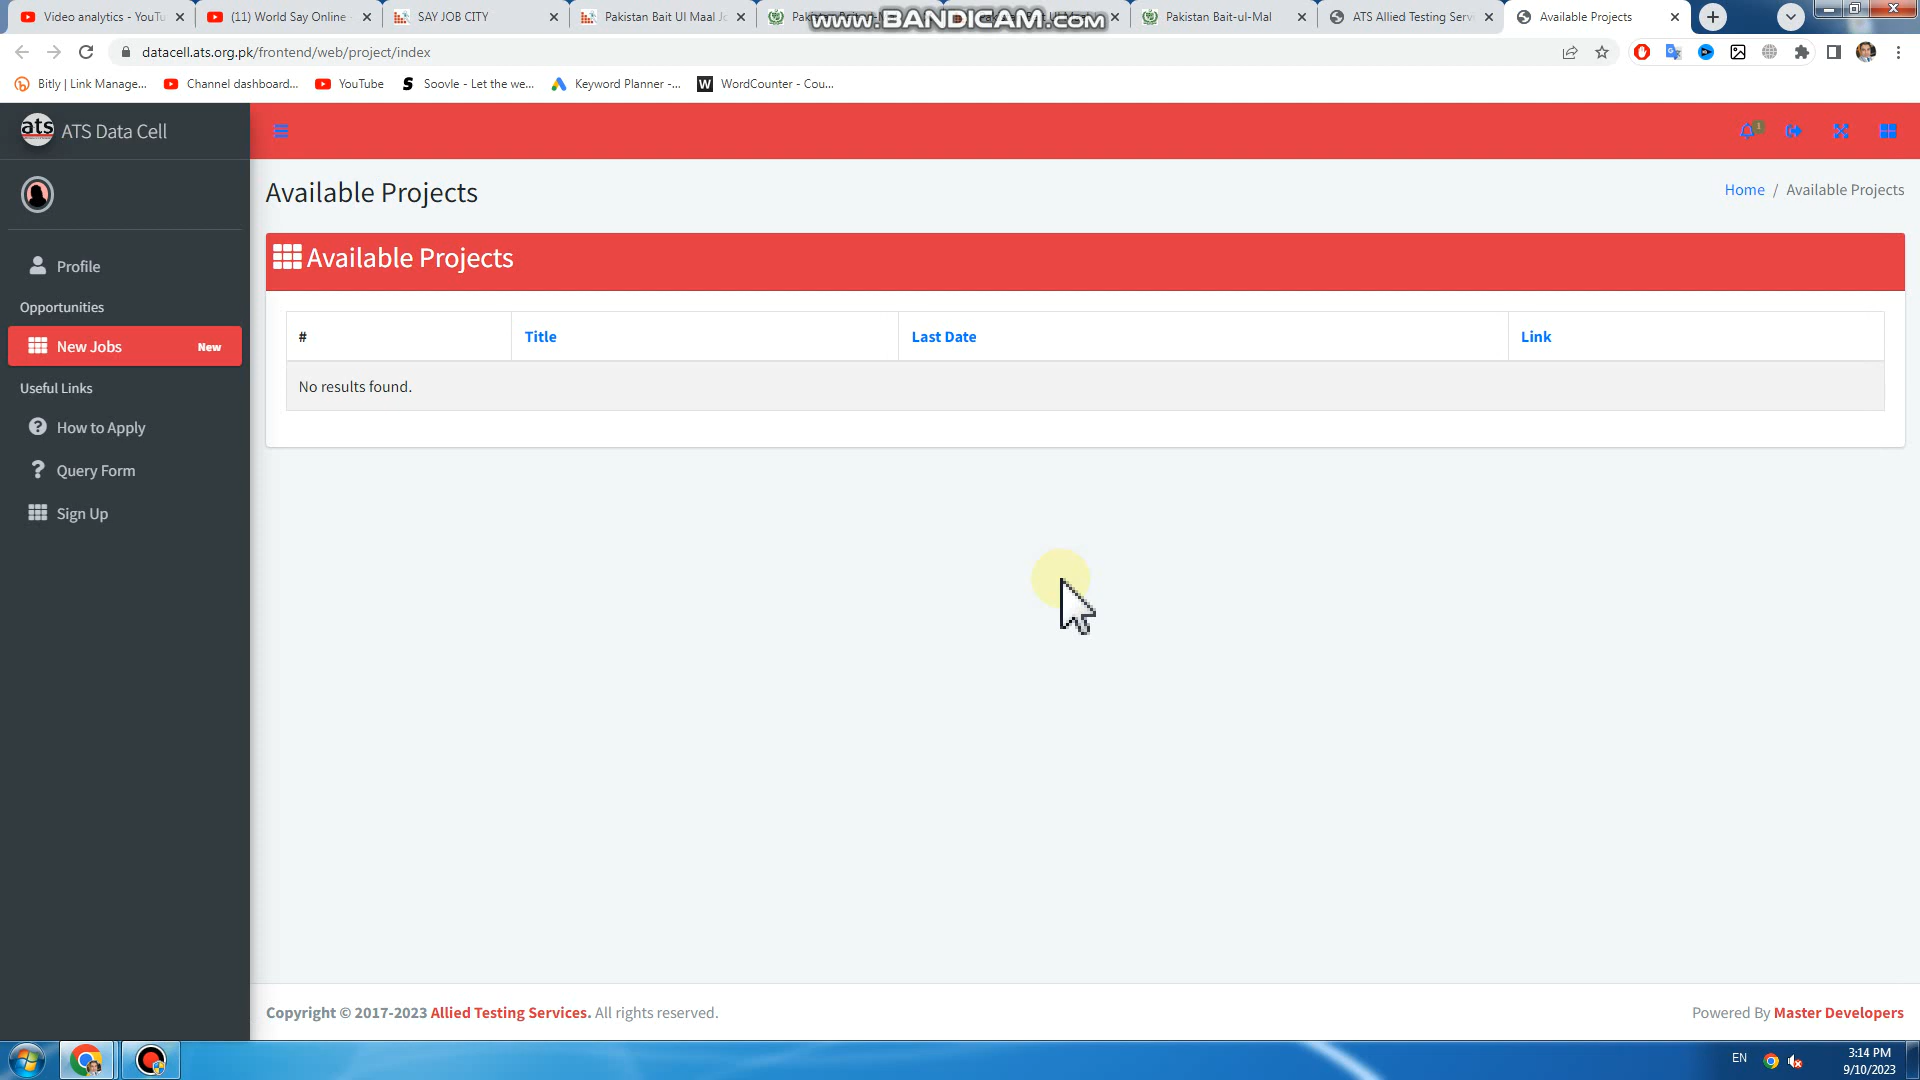 Video analytics - YouTu
(11) World Say Online
SAY JOB CITY
Pakistan Bait Ul Maal J
Pakistan Bait-ul-Mal
ATS Allied Testing Servi
Available Projects
www.BANDICAM.com
datacell.ats.org.pk/frontend/web/project/index
Bitly | Link Manage...
Channel dashboard...
YouTube
Soovle - Let the we...
Keyword Planner -...
WordCounter - Cou...
ats ATS Data Cell
1
Available Projects
Home / Available Projects
Profile
Opportunities
New Jobs New
Useful Links
How to Apply
Query Form
Sign Up
Available Projects
# Title Last Date Link
No results found.
Copyright © 2017-2023 Allied Testing Services. All rights reserved.
Powered By Master Developers
EN
3:14 PM
9/10/2023